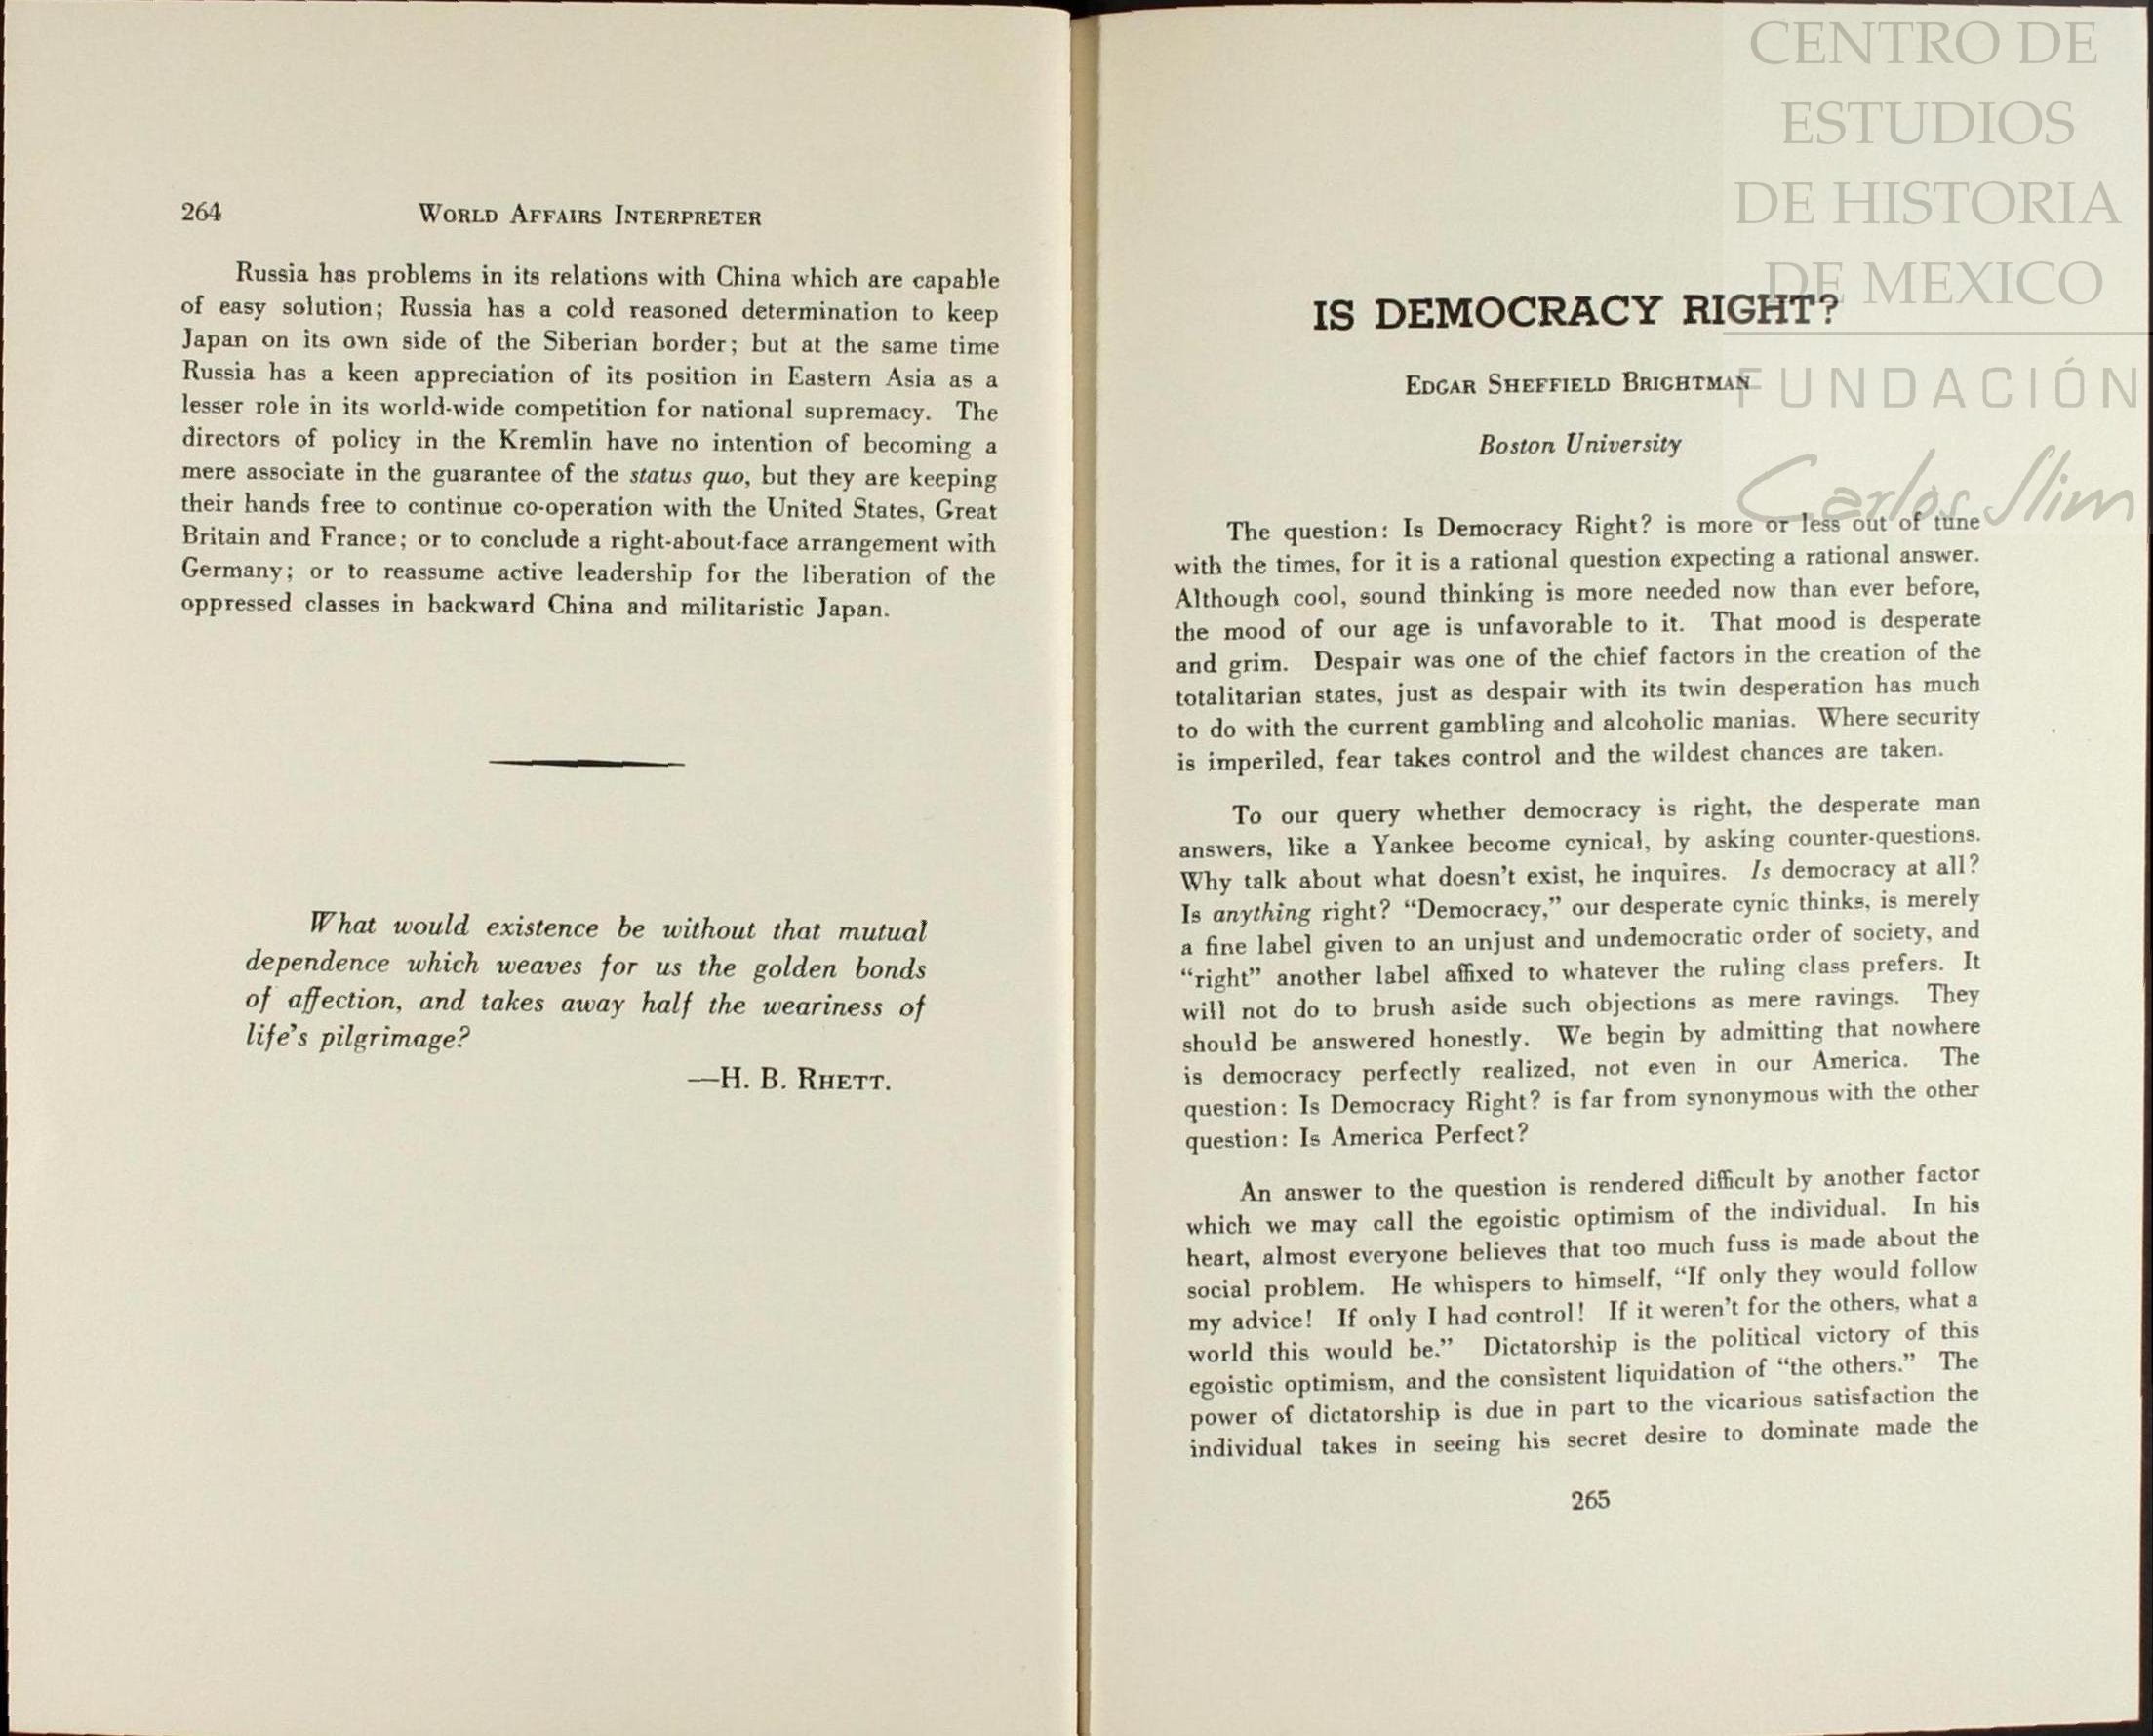 264
WORLD AFFAIRS INTERPRETER
Russia has problems in its relations with China which are capable
of easy solution; Russia has a cold reasoned determination to keep
Japan on its own side of the Siberian border; but at the same time
Russia has a keen appreciation of its position in Eastern Asia as a
lesser role in its world-wide competition for national supremacy. The
directors of policy in the Kremlin have no intention of becoming a
mere associate in the guarantee of the status quo, but they are keeping
their hands free to continue co-operation with the United States, Great
Britain and France; or to conclude a right-about-face arrangement with
Germany; or to reassume active leadership for the liberation of the
oppressed classes in backward China and militaristic Japan.
What would existence be without that mutual
dependence which weaves for us the golden bonds
of affection, and takes away half the weariness of
life's pilgrimage?
—H. B. RHETT.
CENTRO DE
ESTUDIOS
DE HISTORIA
DE MEXICO
FUNDACIÓN
Carlos Slim
IS DEMOCRACY RIGHT?
EDGAR SHEFFIELD BRIGHTMAN
Boston University
The question: Is Democracy Right? is more or less out of tune
with the times, for it is a rational question expecting a rational answer.
Although cool, sound thinking is more needed now than ever before,
the mood of our age is unfavorable to it. That mood is desperate
and grim. Despair was one of the chief factors in the creation of the
totalitarian states, just as despair with its twin desperation has much
to do with the current gambling and alcoholic manias. Where security
is imperiled, fear takes control and the wildest chances are taken.
To our query whether democracy is right, the desperate man
answers, like a Yankee become cynical, by asking counter-questions.
Why talk about what doesn't exist, he inquires. Is democracy at all?
Is anything right? “Democracy,” our desperate cynic thinks, is merely
a fine label given to an unjust and undemocratic order of society, and
“right” another label affixed to whatever the ruling class prefers. It
will not do to brush aside such objections as mere ravings. They
should be answered honestly. We begin by admitting that nowhere
is democracy perfectly realized, not even in our America. The
question: Is Democracy Right? is far from synonymous with the other
question: Is America Perfect?
An answer to the question is rendered difficult by another factor
which we may call the egoistic optimism of the individual. In his
heart, almost everyone believes that too much fuss is made about the
social problem. He whispers to himself, “If only they would follow
my advice! If only I had control! If it weren't for the others, what a
world this would be.” Dictatorship is the political victory of this
egoistic optimism, and the consistent liquidation of “the others.” The
power of dictatorship is due in part to the vicarious satisfaction the
individual takes in seeing his secret desire to dominate made the
265